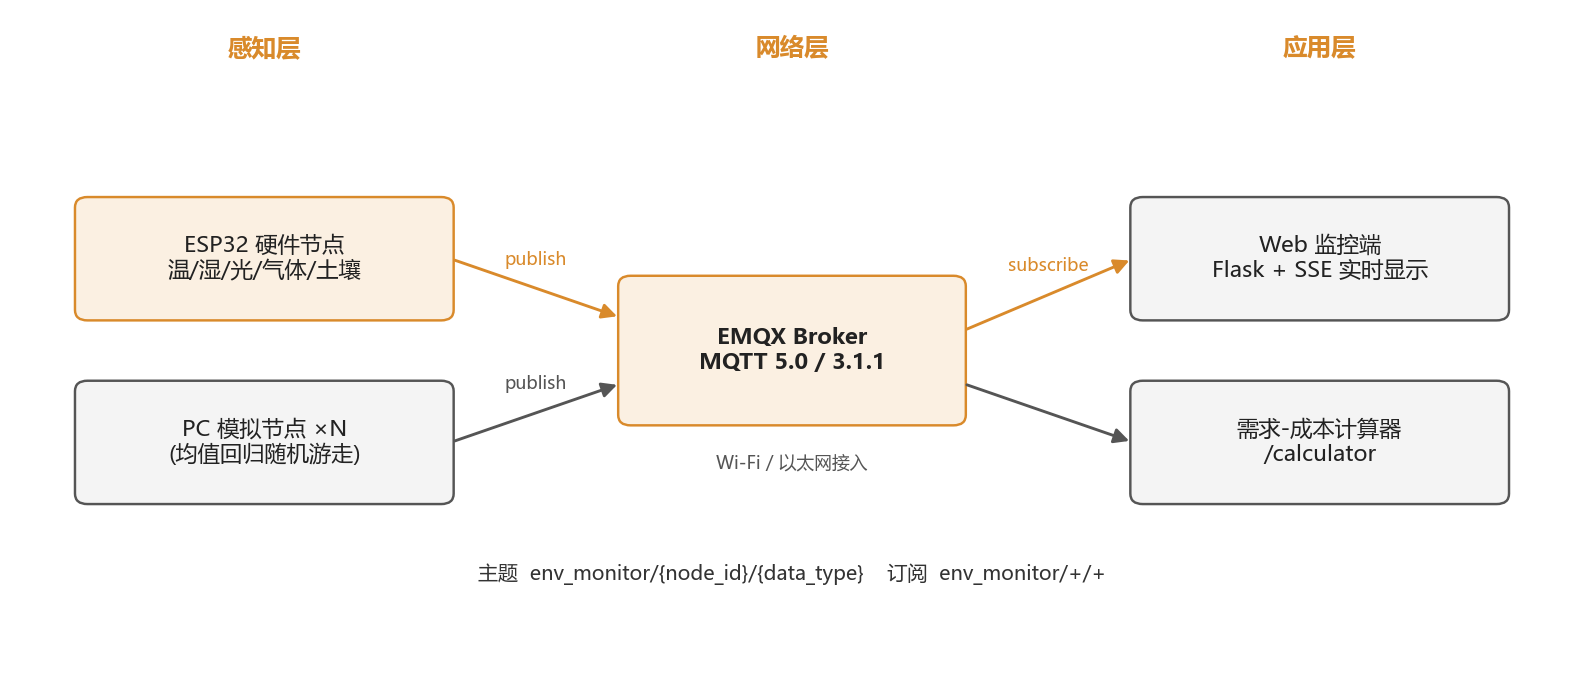 感知层
网络层
应用层
ESP32 硬件节点
温/湿/光/气体/土壤
publish
PC 模拟节点 ×N
(均值回归随机游走)
publish
EMQX Broker
MQTT 5.0 / 3.1.1
Wi-Fi / 以太网接入
subscribe
Web 监控端
Flask + SSE 实时显示
需求-成本计算器
/calculator
主题 env_monitor/{node_id}/{data_type} 订阅 env_monitor/+/+